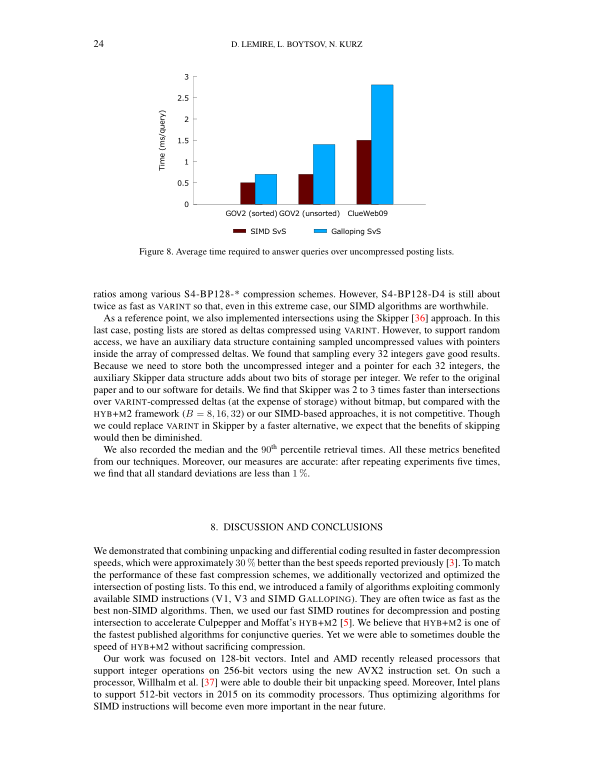 24
D. LEMIRE, L. BOYTSOV, N. KURZ
3
2.5
2
1.5
1
0.5
0
Time (ms/query)
GOV2 (sorted) GOV2 (unsorted) ClueWeb09
SIMD SvS Galloping SvS
Figure 8. Average time required to answer queries over uncompressed posting lists.
ratios among various S4-BP128-* compression schemes. However, S4-BP128-D4 is still about
twice as fast as VARINT so that, even in this extreme case, our SIMD algorithms are worthwhile.
As a reference point, we also implemented intersections using the Skipper [36] approach. In this
last case, posting lists are stored as deltas compressed using VARINT. However, to support random
access, we have an auxiliary data structure containing sampled uncompressed values with pointers
inside the array of compressed deltas. We found that sampling every 32 integers gave good results.
Because we need to store both the uncompressed integer and a pointer for each 32 integers, the
auxiliary Skipper data structure adds about two bits of storage per integer. We refer to the original
paper and to our software for details. We find that Skipper was 2 to 3 times faster than intersections
over VARINT-compressed deltas (at the expense of storage) without bitmap, but compared with the
HYB+M2 framework (B = 8, 16, 32) or our SIMD-based approaches, it is not competitive. Though
we could replace VARINT in Skipper by a faster alternative, we expect that the benefits of skipping
would then be diminished.
We also recorded the median and the 90th percentile retrieval times. All these metrics benefited
from our techniques. Moreover, our measures are accurate: after repeating experiments five times,
we find that all standard deviations are less than 1 %.
8. DISCUSSION AND CONCLUSIONS
We demonstrated that combining unpacking and differential coding resulted in faster decompression
speeds, which were approximately 30 % better than the best speeds reported previously [3]. To match
the performance of these fast compression schemes, we additionally vectorized and optimized the
intersection of posting lists. To this end, we introduced a family of algorithms exploiting commonly
available SIMD instructions (V1, V3 and SIMD GALLOPING). They are often twice as fast as the
best non-SIMD algorithms. Then, we used our fast SIMD routines for decompression and posting
intersection to accelerate Culpepper and Moffat's HYB+M2 [5]. We believe that HYB+M2 is one of
the fastest published algorithms for conjunctive queries. Yet we were able to sometimes double the
speed of HYB+M2 without sacrificing compression.
Our work was focused on 128-bit vectors. Intel and AMD recently released processors that
support integer operations on 256-bit vectors using the new AVX2 instruction set. On such a
processor, Willhalm et al. [37] were able to double their bit unpacking speed. Moreover, Intel plans
to support 512-bit vectors in 2015 on its commodity processors. Thus optimizing algorithms for
SIMD instructions will become even more important in the near future.